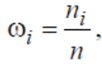 ωᵢ = nᵢ / n ,